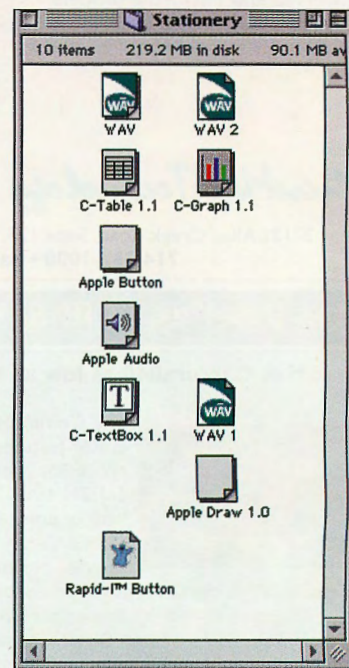 Stationery
10 items 219.2 MB in disk 90.1 MB av
WAV
WAV
WAV WAV 2
C-Table 1.1 C-Graph 1.1
Apple Button
Apple Audio
T
WAV
C-TextBox 1.1 WAV 1
Apple Draw 1.0
Rapid-I™ Button